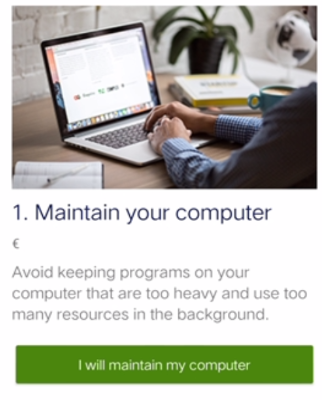 1. Maintain your computer
€
Avoid keeping programs on your
computer that are too heavy and use too
many resources in the background.
I will maintain my computer